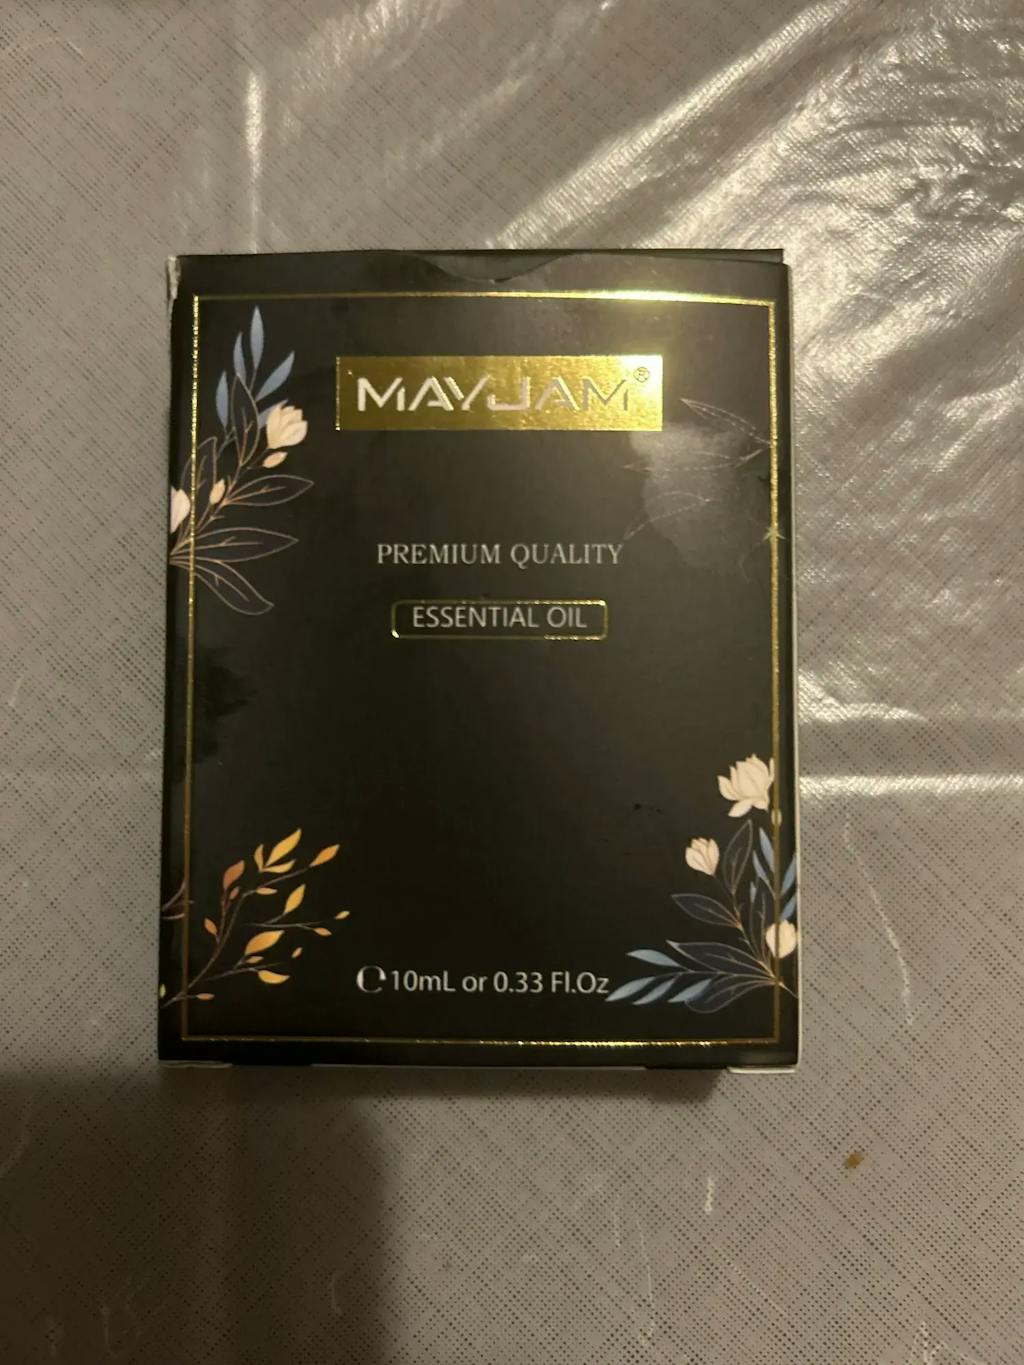 MAYJAM®
PREMIUM QUALITY
ESSENTIAL OIL
℮10mL or 0.33 Fl.Oz